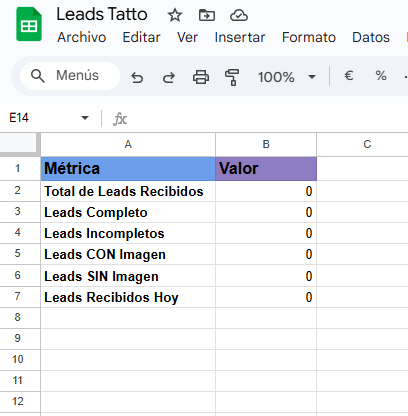 Leads Tatto
Archivo Editar Ver Insertar Formato Datos
Menús 100% € %
E14 fx
A B C
1 Métrica Valor
2 Total de Leads Recibidos 0
3 Leads Completo 0
4 Leads Incompletos 0
5 Leads CON Imagen 0
6 Leads SIN Imagen 0
7 Leads Recibidos Hoy 0
8
9
10
11
12